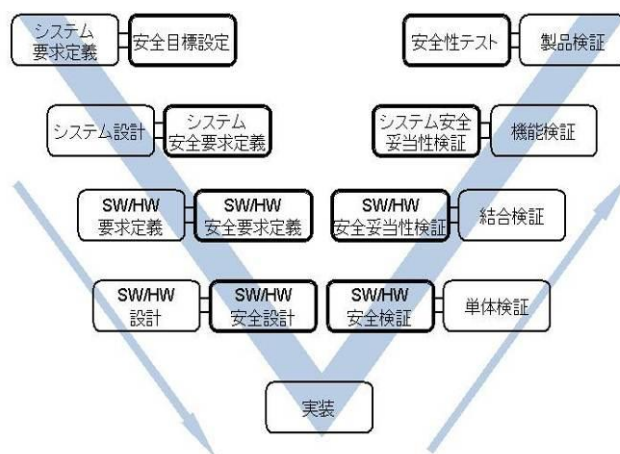 システム
要求定義
安全目標設定
安全性テスト
製品検証
システム設計
システム
安全要求定義
システム安全
妥当性検証
機能検証
SW/HW
要求定義
SW/HW
安全要求定義
SW/HW
安全妥当性検証
結合検証
SW/HW
設計
SW/HW
安全設計
SW/HW
安全検証
単体検証
実装